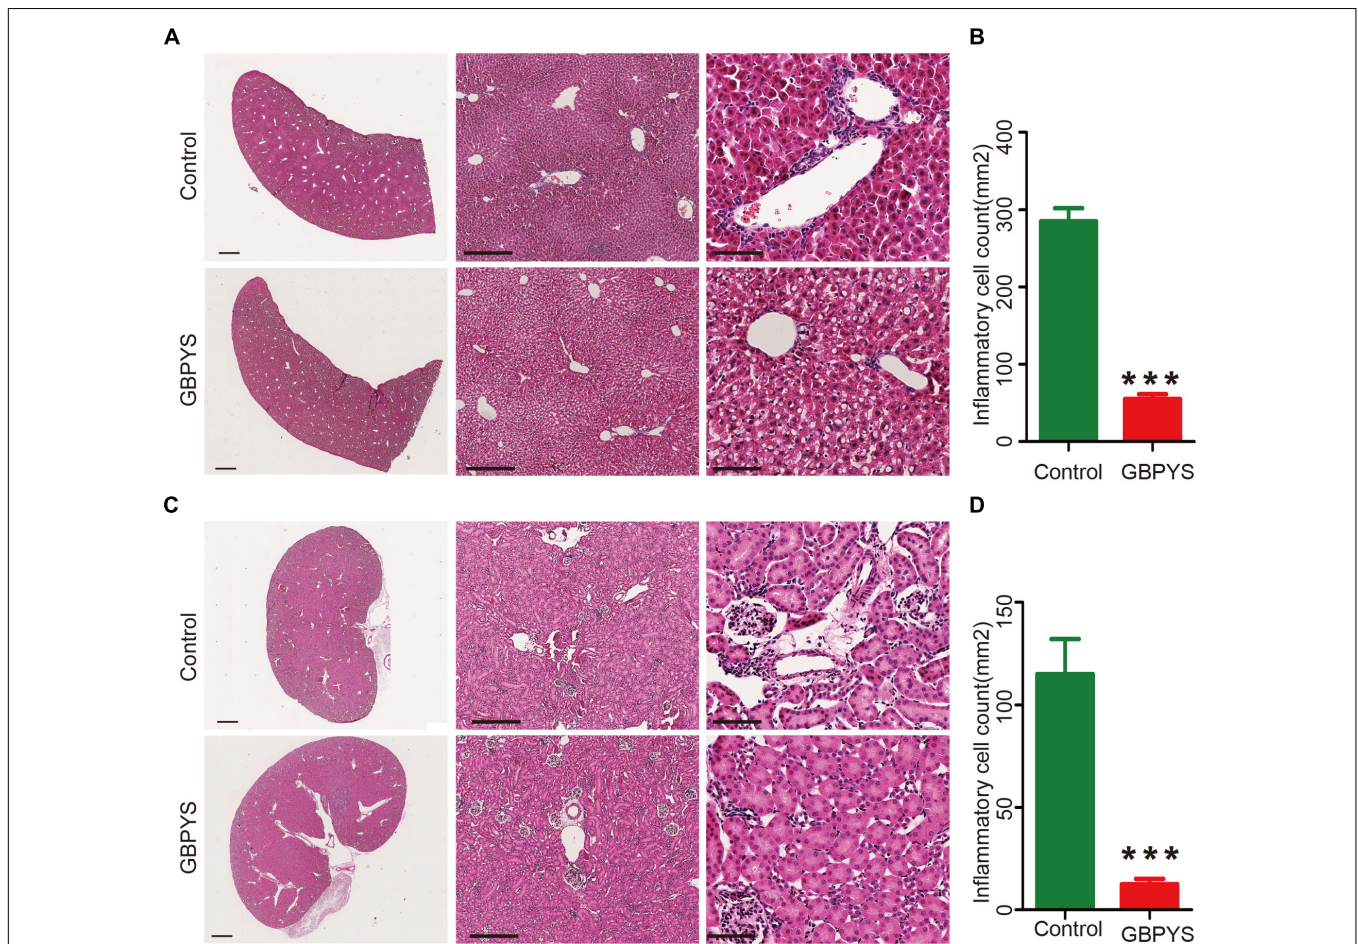 A
Control
GBPYS
B
Inflammatory cell count(mm2)
400
300
200
100
0
***
Control
GBPYS
C
Control
GBPYS
D
Inflammatory cell count(mm2)
150
100
50
0
***
Control
GBPYS